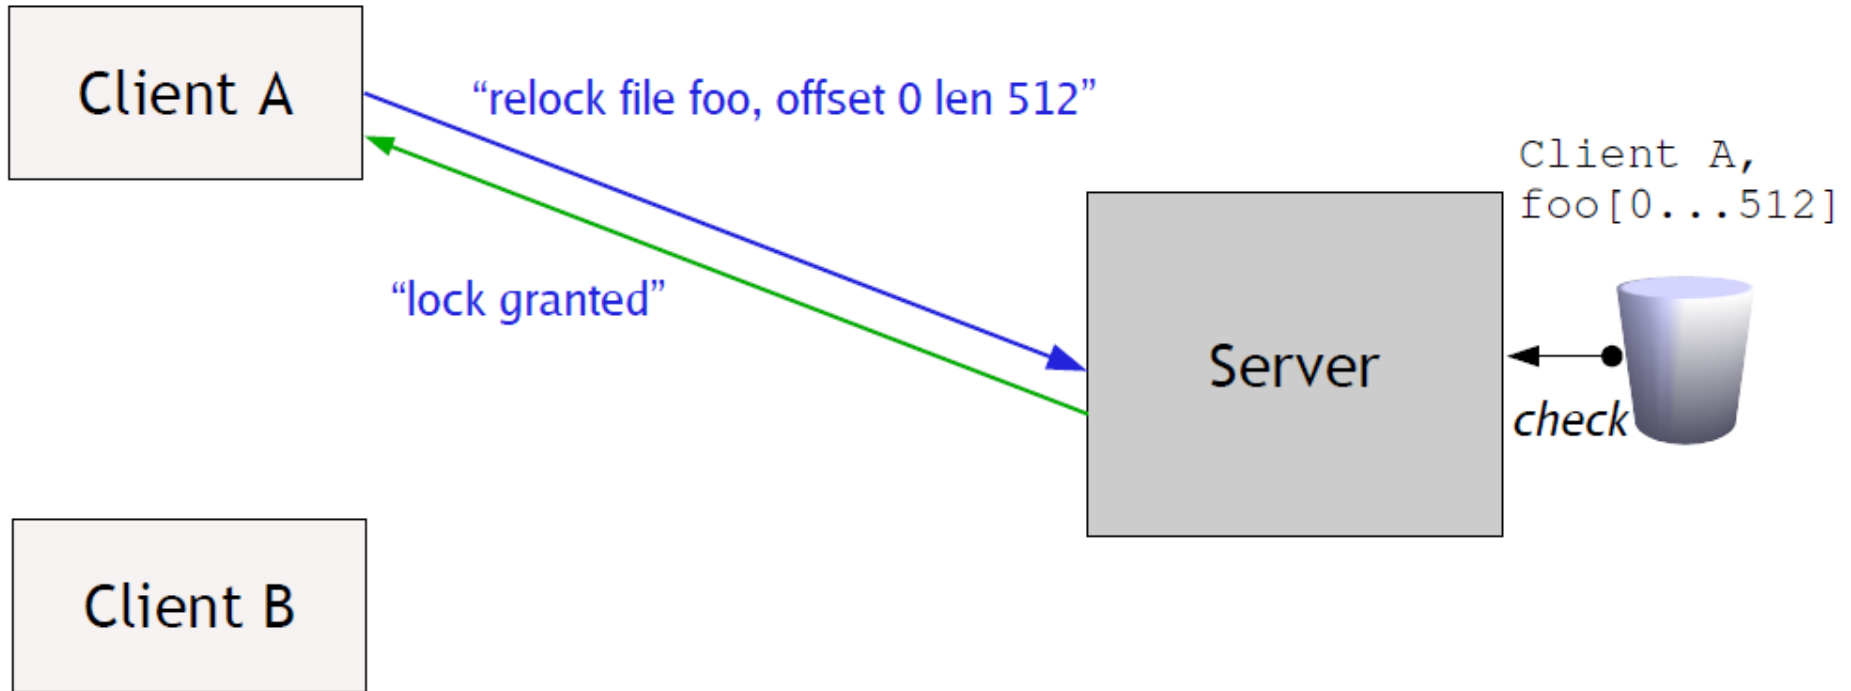 Client A
“relock file foo, offset 0 len 512”
Client A,
foo[0...512]
“lock granted”
Server
check
Client B